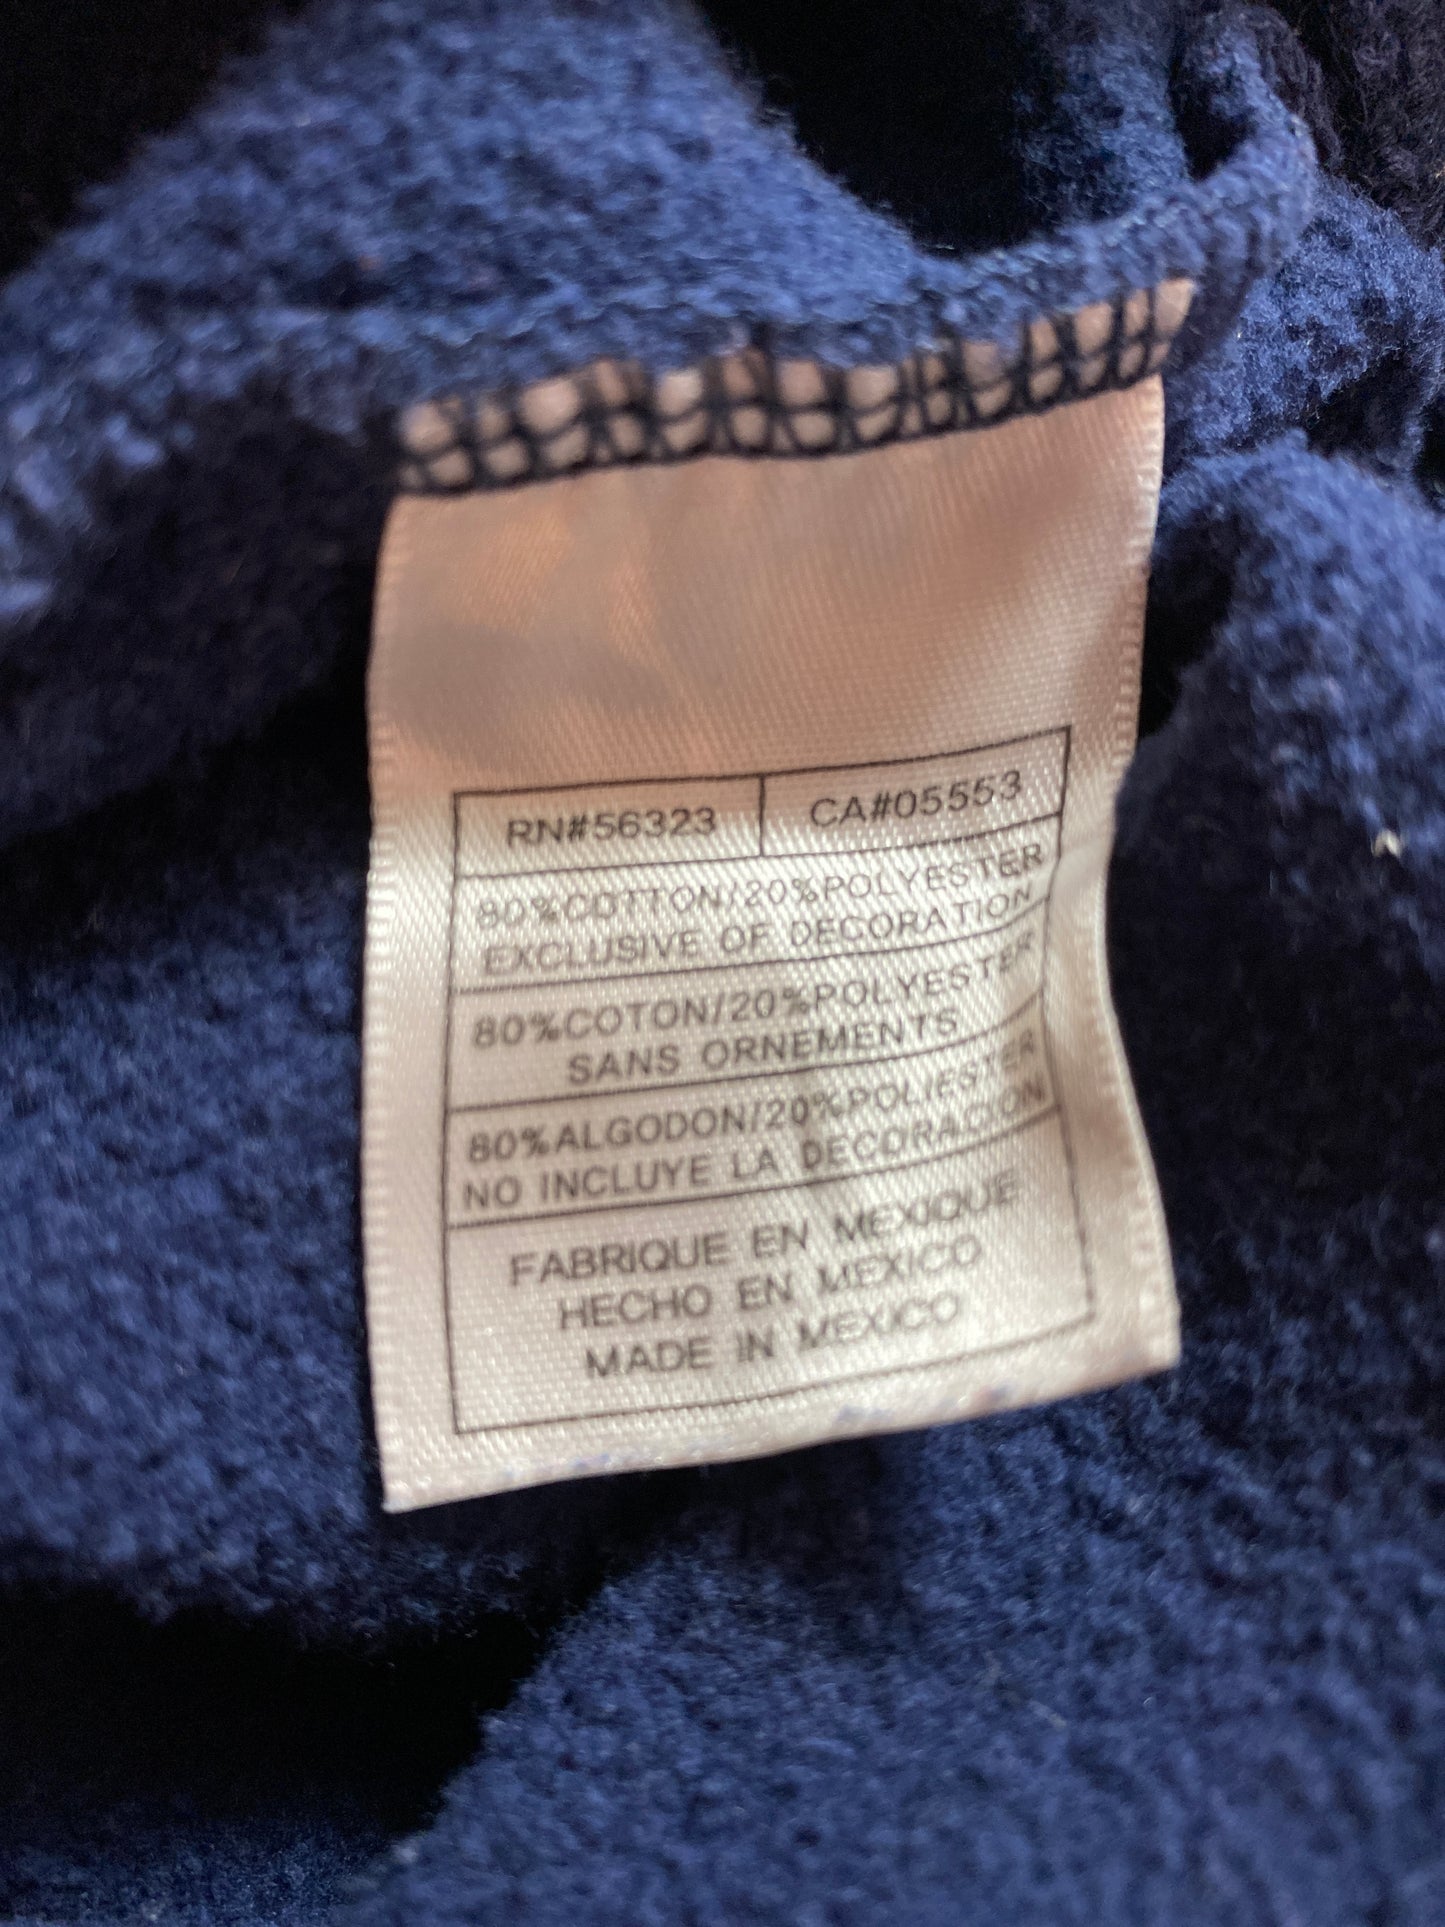 RN#56323 CA#05553
80%COTTON/20%POLYESTER
EXCLUSIVE OF DECORATION
80%COTON/20%POLYESTER
SANS ORNEMENTS
80%ALGODON/20%POLIESTER
NO INCLUYE LA DECORACION
FABRIQUE EN MEXIQUE
HECHO EN MEXICO
MADE IN MEXICO